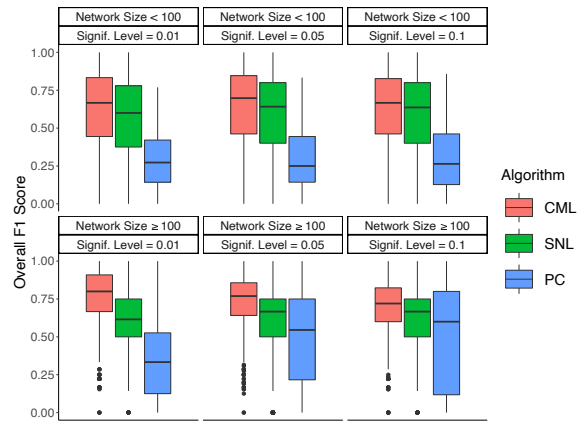 Network Size < 100
Network Size < 100
Network Size < 100
Signif. Level = 0.01
Signif. Level = 0.05
Signif. Level = 0.1
1.00
0.75
0.50
0.25
0.00
Network Size ≥ 100
Network Size ≥ 100
Network Size ≥ 100
Signif. Level = 0.01
Signif. Level = 0.05
Signif. Level = 0.1
1.00
0.75
0.50
0.25
0.00
Overall F1 Score
Algorithm
CML
SNL
PC